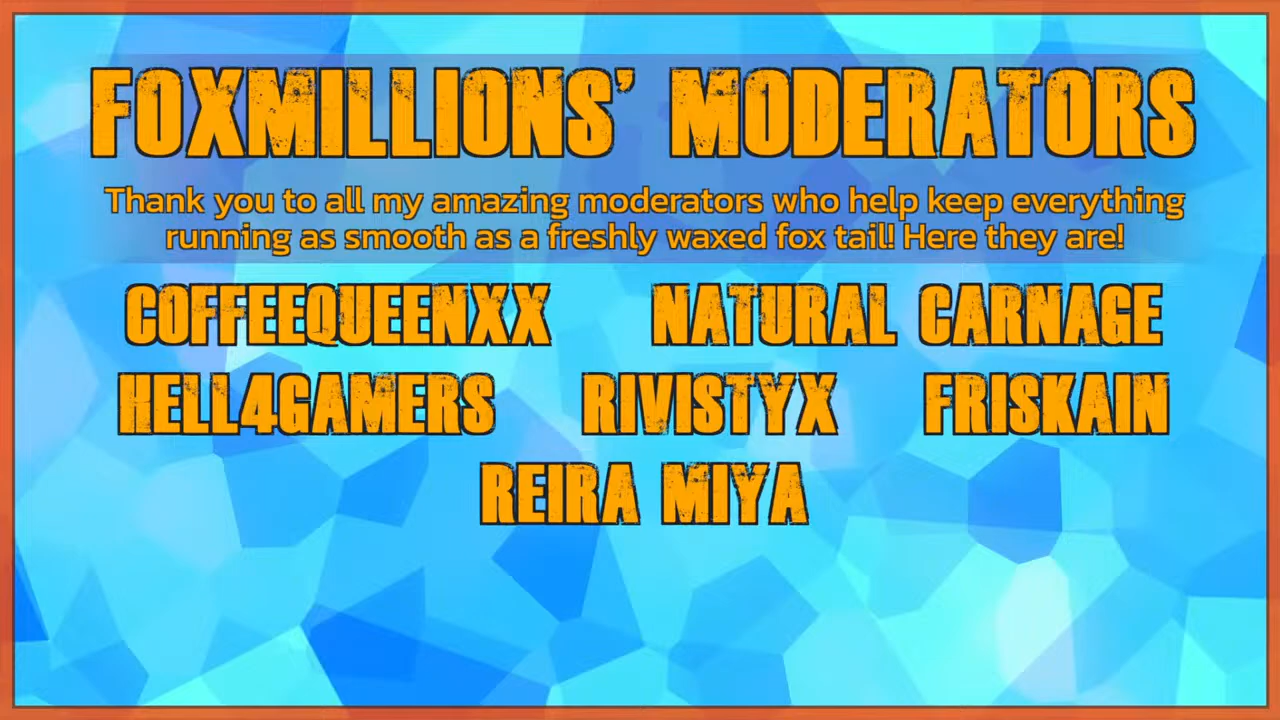 FOXMILLIONS’ MODERATORS
Thank you to all my amazing moderators who help keep everything
running as smooth as a freshly waxed fox tail! Here they are!
COFFEEQUEENXX NATURAL CARNAGE
HELL4GAMERS RIVISTYX FRISKAIN
REIRA MIYA